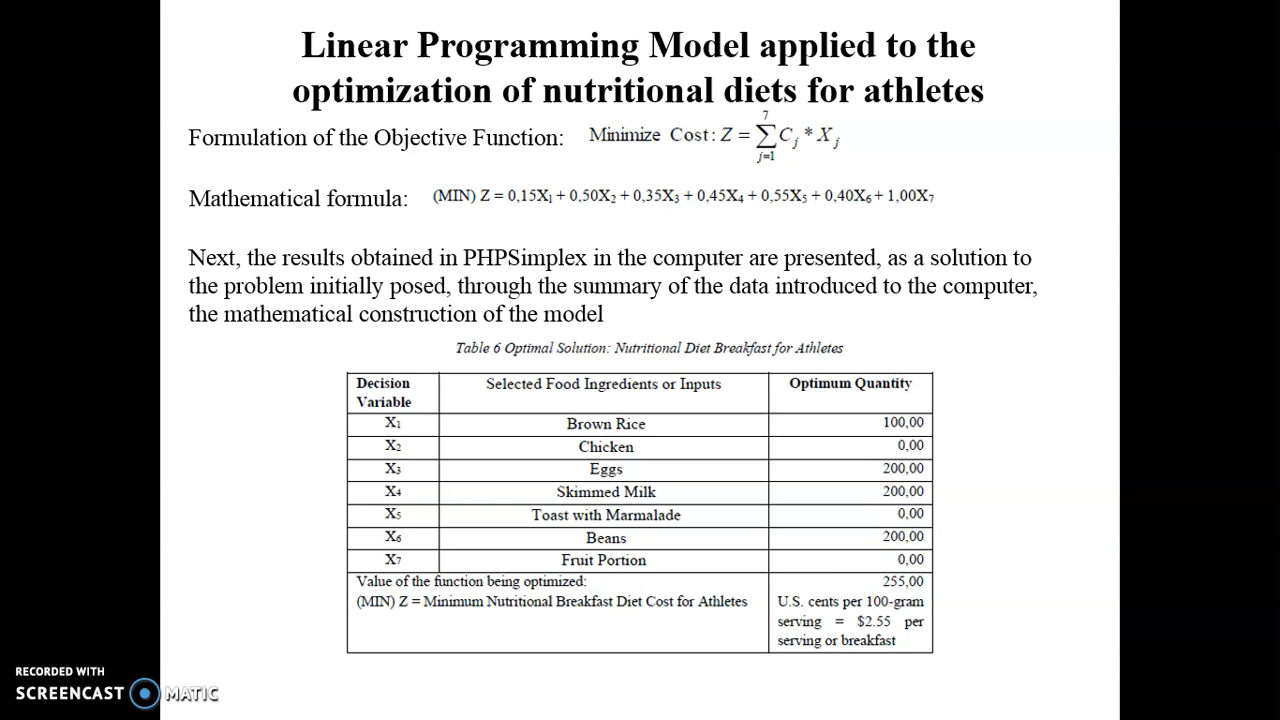 Linear Programming Model applied to the
optimization of nutritional diets for athletes
Formulation of the Objective Function: Minimize Cost: Z = 7 ∑ j=1 Cj * Xj
Mathematical formula: (MIN) Z = 0,15X1 + 0,50X2 + 0,35X3 + 0,45X4 + 0,55X5 + 0,40X6 + 1,00X7
Next, the results obtained in PHPSimplex in the computer are presented, as a solution to
the problem initially posed, through the summary of the data introduced to the computer,
the mathematical construction of the model
Table 6 Optimal Solution: Nutritional Diet Breakfast for Athletes
Decision Variable Selected Food Ingredients or Inputs Optimum Quantity
X1 Brown Rice 100,00
X2 Chicken 0,00
X3 Eggs 200,00
X4 Skimmed Milk 200,00
X5 Toast with Marmalade 0,00
X6 Beans 200,00
X7 Fruit Portion 0,00
Value of the function being optimized: 255,00
(MIN) Z = Minimum Nutritional Breakfast Diet Cost for Athletes U.S. cents per 100-gram
serving = $2.55 per
serving or breakfast
RECORDED WITH
SCREENCAST MATIC